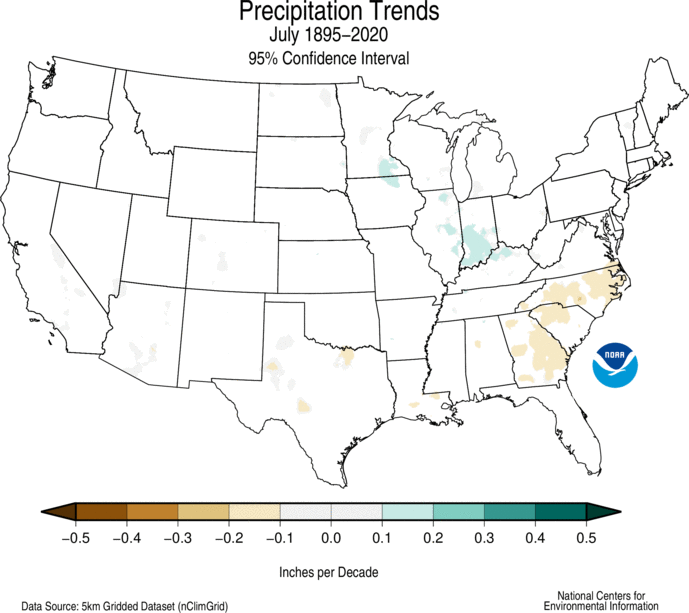 Precipitation Trends
July 1895–2020
95% Confidence Interval
NOAA
−0.5 −0.4 −0.3 −0.2 −0.1 0.0 0.1 0.2 0.3 0.4 0.5
Inches per Decade
Data Source: 5km Gridded Dataset (nClimGrid)
National Centers for
Environmental Information